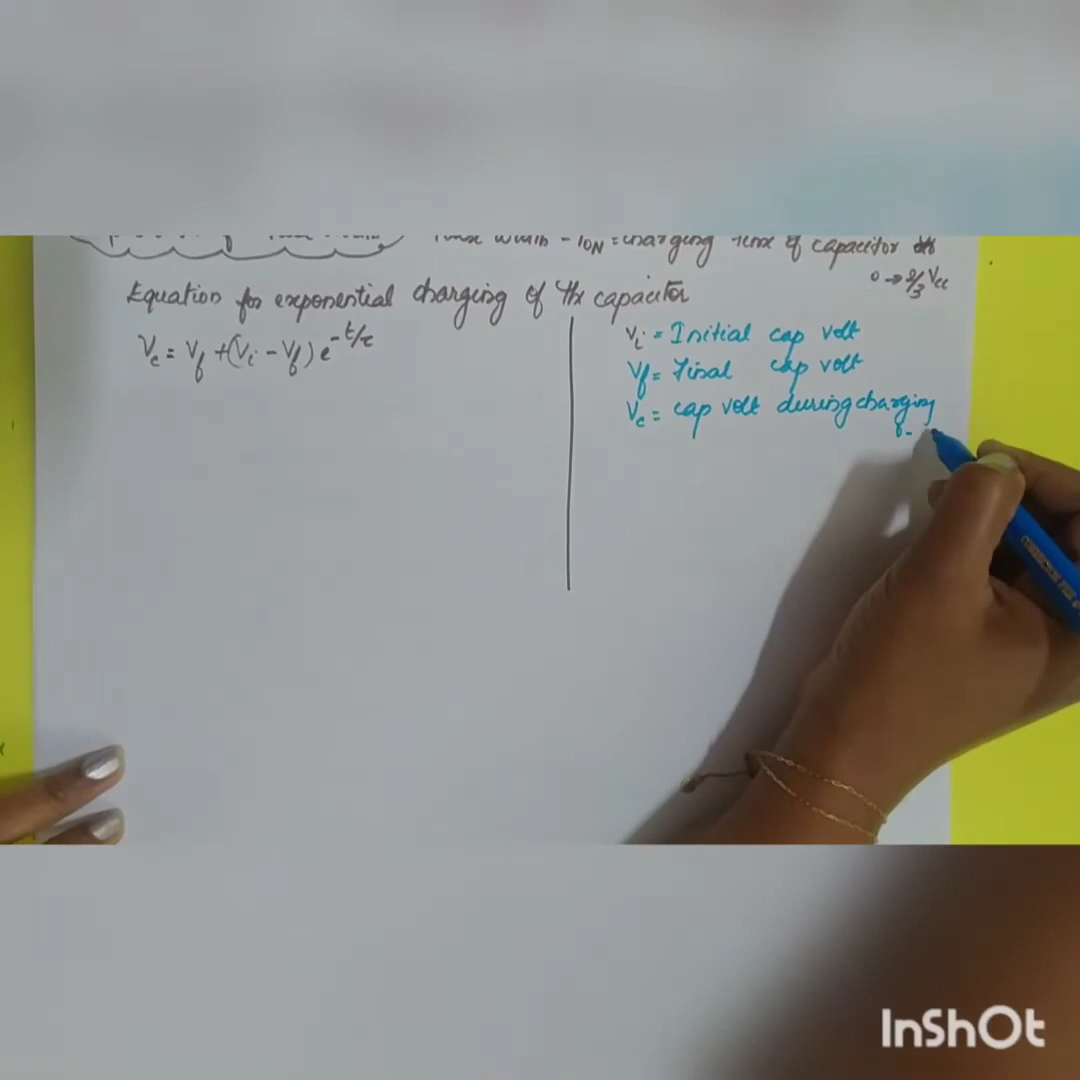 Pulse width - TON = charging time of capacitor
0 → 2/3 Vcc
Equation for exponential charging of the capacitor
Vc = Vf + (Vi - Vf) e^-t/τ
Vi = Initial cap volt
Vf = Final cap volt
Vc = cap volt during charging
InShOt